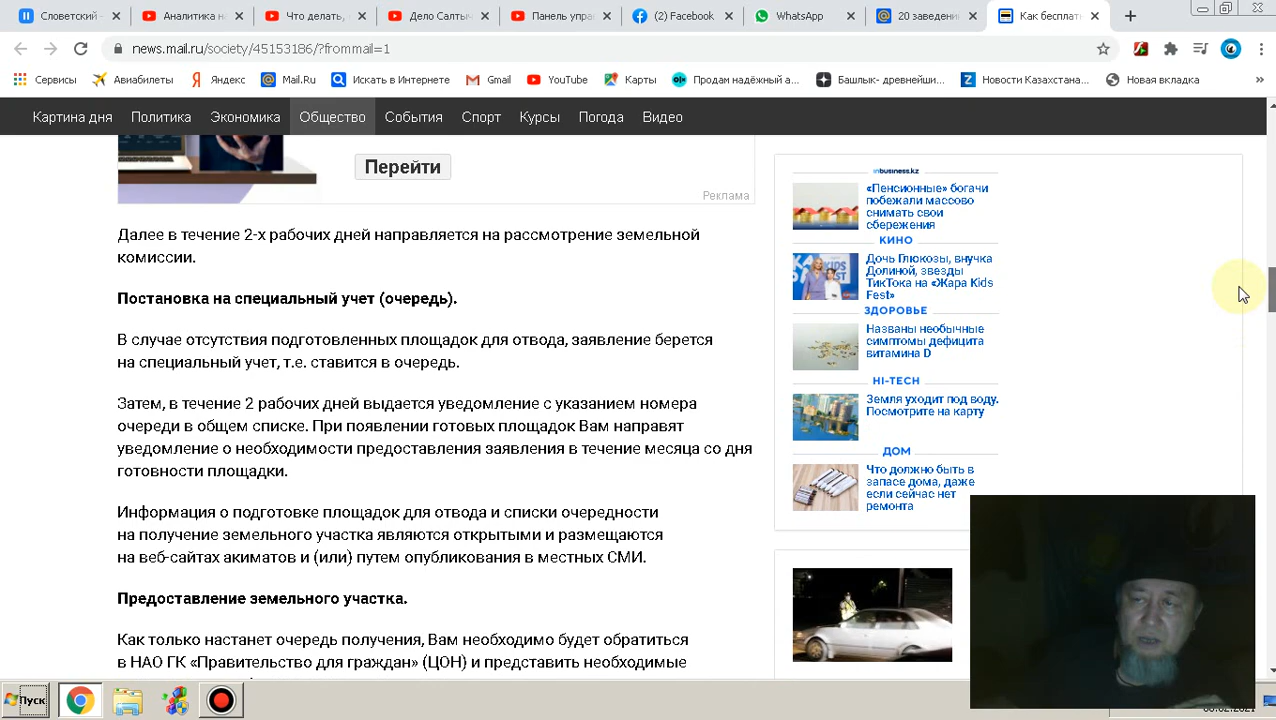 Словетский -
Аналитика н
Что делать,
Дело Салты
Панель упра
(2) Facebook
WhatsApp
20 заведени
Как бесплат
news.mail.ru/society/45153186/?frommail=1
Сервисы
Авиабилеты
Яндекс
Mail.Ru
Искать в Интернете
Gmail
YouTube
Карты
Продам надёжный а...
Башлык- древнейши...
Новости Казахстана...
Новая вкладка
»
Картина дня
Политика
Экономика
Общество
События
Спорт
Курсы
Погода
Видео
Перейти
Реклама
Далее в течение 2-х рабочих дней направляется на рассмотрение земельной
комиссии.
Постановка на специальный учет (очередь).
В случае отсутствия подготовленных площадок для отвода, заявление берется
на специальный учет, т.е. ставится в очередь.
Затем, в течение 2 рабочих дней выдается уведомление с указанием номера
очереди в общем списке. При появлении готовых площадок Вам направят
уведомление о необходимости предоставления заявления в течение месяца со дня
готовности площадки.
Информация о подготовке площадок для отвода и списки очередности
на получение земельного участка являются открытыми и размещаются
на веб-сайтах акиматов и (или) путем опубликования в местных СМИ.
Предоставление земельного участка.
Как только настанет очередь получения, Вам необходимо будет обратиться
в НАО ГК «Правительство для граждан» (ЦОН) и представить необходимые
inbusiness.kz
«Пенсионные» богачи
побежали массово
снимать свои
сбережения
КИНО
Дочь Глюкозы, внучка
Долиной, звезды
ТикТока на «Жара Kids
Fest»
ЗДОРОВЬЕ
Названы необычные
симптомы дефицита
витамина D
HI-TECH
Земля уходит под воду.
Посмотрите на карту
ДОМ
Что должно быть в
запасе дома, даже
если сейчас нет
ремонта
Пуск